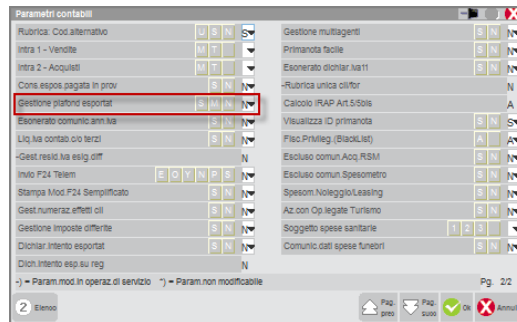 Parametri contabili
Rubrica: Cod.alternativo U S N S
Intra 1 - Vendite M T
Intra 2 - Acquisti M T
Cons.espos.pagata in prov S N N
Gestione plafond esportat S M N N
Esonerato comunic.ann.iva S N N
Liq.iva contab.c/o terzi S N N
-Gest.resid.iva esig.diff N
Invio F24 Telem E O Y N P S N
Stampa Mod.F24 Semplificato S N N
Gest.numeraz.effetti cli S N N
Gestione imposte differite S N N
Dichiar.intento esportat S N N
Dich.intento esp.su reg N
Gestione multiagenti S N N
Primanota facile S N N
Esonerato dichiar.iva11 S N N
-Rubrica unica cli/for N
Calcolo IRAP Art.5/5bis A
Visualizza ID primanota S N S
Fisc.Privileg.(BlackList) A A
Escluso comun.Acq.RSM S N N
Escluso comun.Spesometro S N N
Spesom.Noleggio/Leasing S N N
Az.con Op.legate Turismo S N N
Soggetto spese sanitarie 1 2 3
Comunic.dati spese funebri S N N
-) = Param.mod.in operaz.di servizio ^) = Param.non modificabile Pg. 2/2
2 Elenco Pag. prec Pag. succ Ok Annul